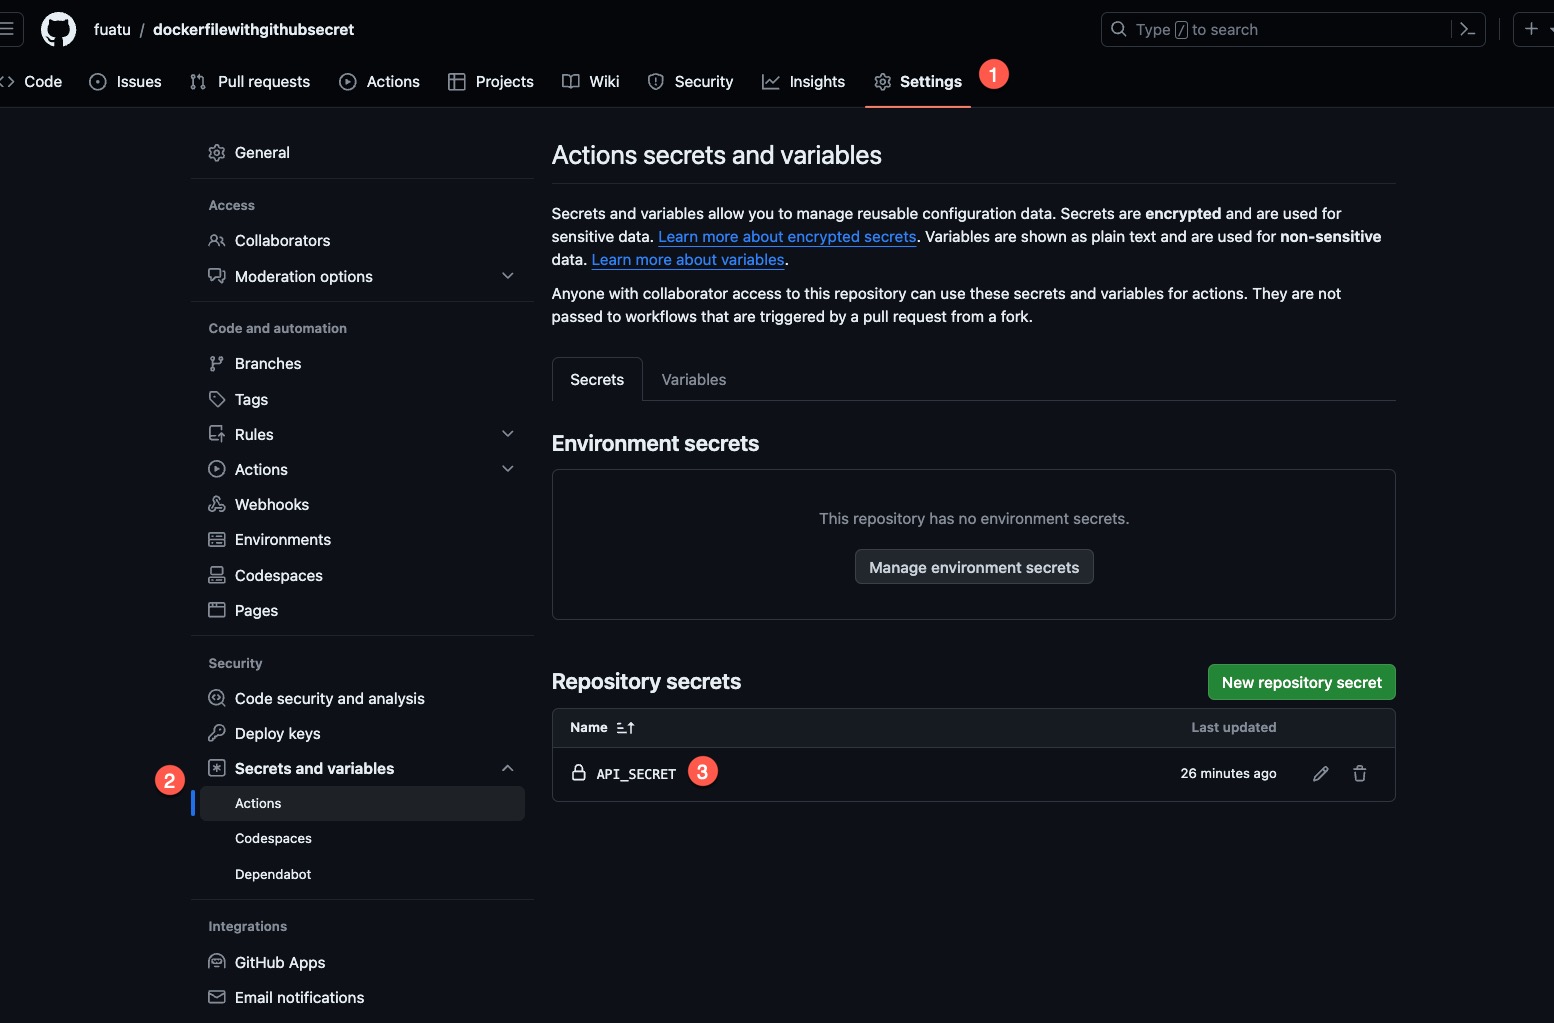 fuatu / dockerfilewithgithubsecret
Type / to search
Code
Issues
Pull requests
Actions
Projects
Wiki
Security
Insights
Settings
1
General
Access
Collaborators
Moderation options
Code and automation
Branches
Tags
Rules
Actions
Webhooks
Environments
Codespaces
Pages
Security
Code security and analysis
Deploy keys
2
Secrets and variables
Actions
Codespaces
Dependabot
Integrations
GitHub Apps
Email notifications
Actions secrets and variables
Secrets and variables allow you to manage reusable configuration data. Secrets are encrypted and are used for
sensitive data. Learn more about encrypted secrets. Variables are shown as plain text and are used for non-sensitive
data. Learn more about variables.
Anyone with collaborator access to this repository can use these secrets and variables for actions. They are not
passed to workflows that are triggered by a pull request from a fork.
Secrets
Variables
Environment secrets
This repository has no environment secrets.
Manage environment secrets
Repository secrets
New repository secret
Name
Last updated
API_SECRET
3
26 minutes ago